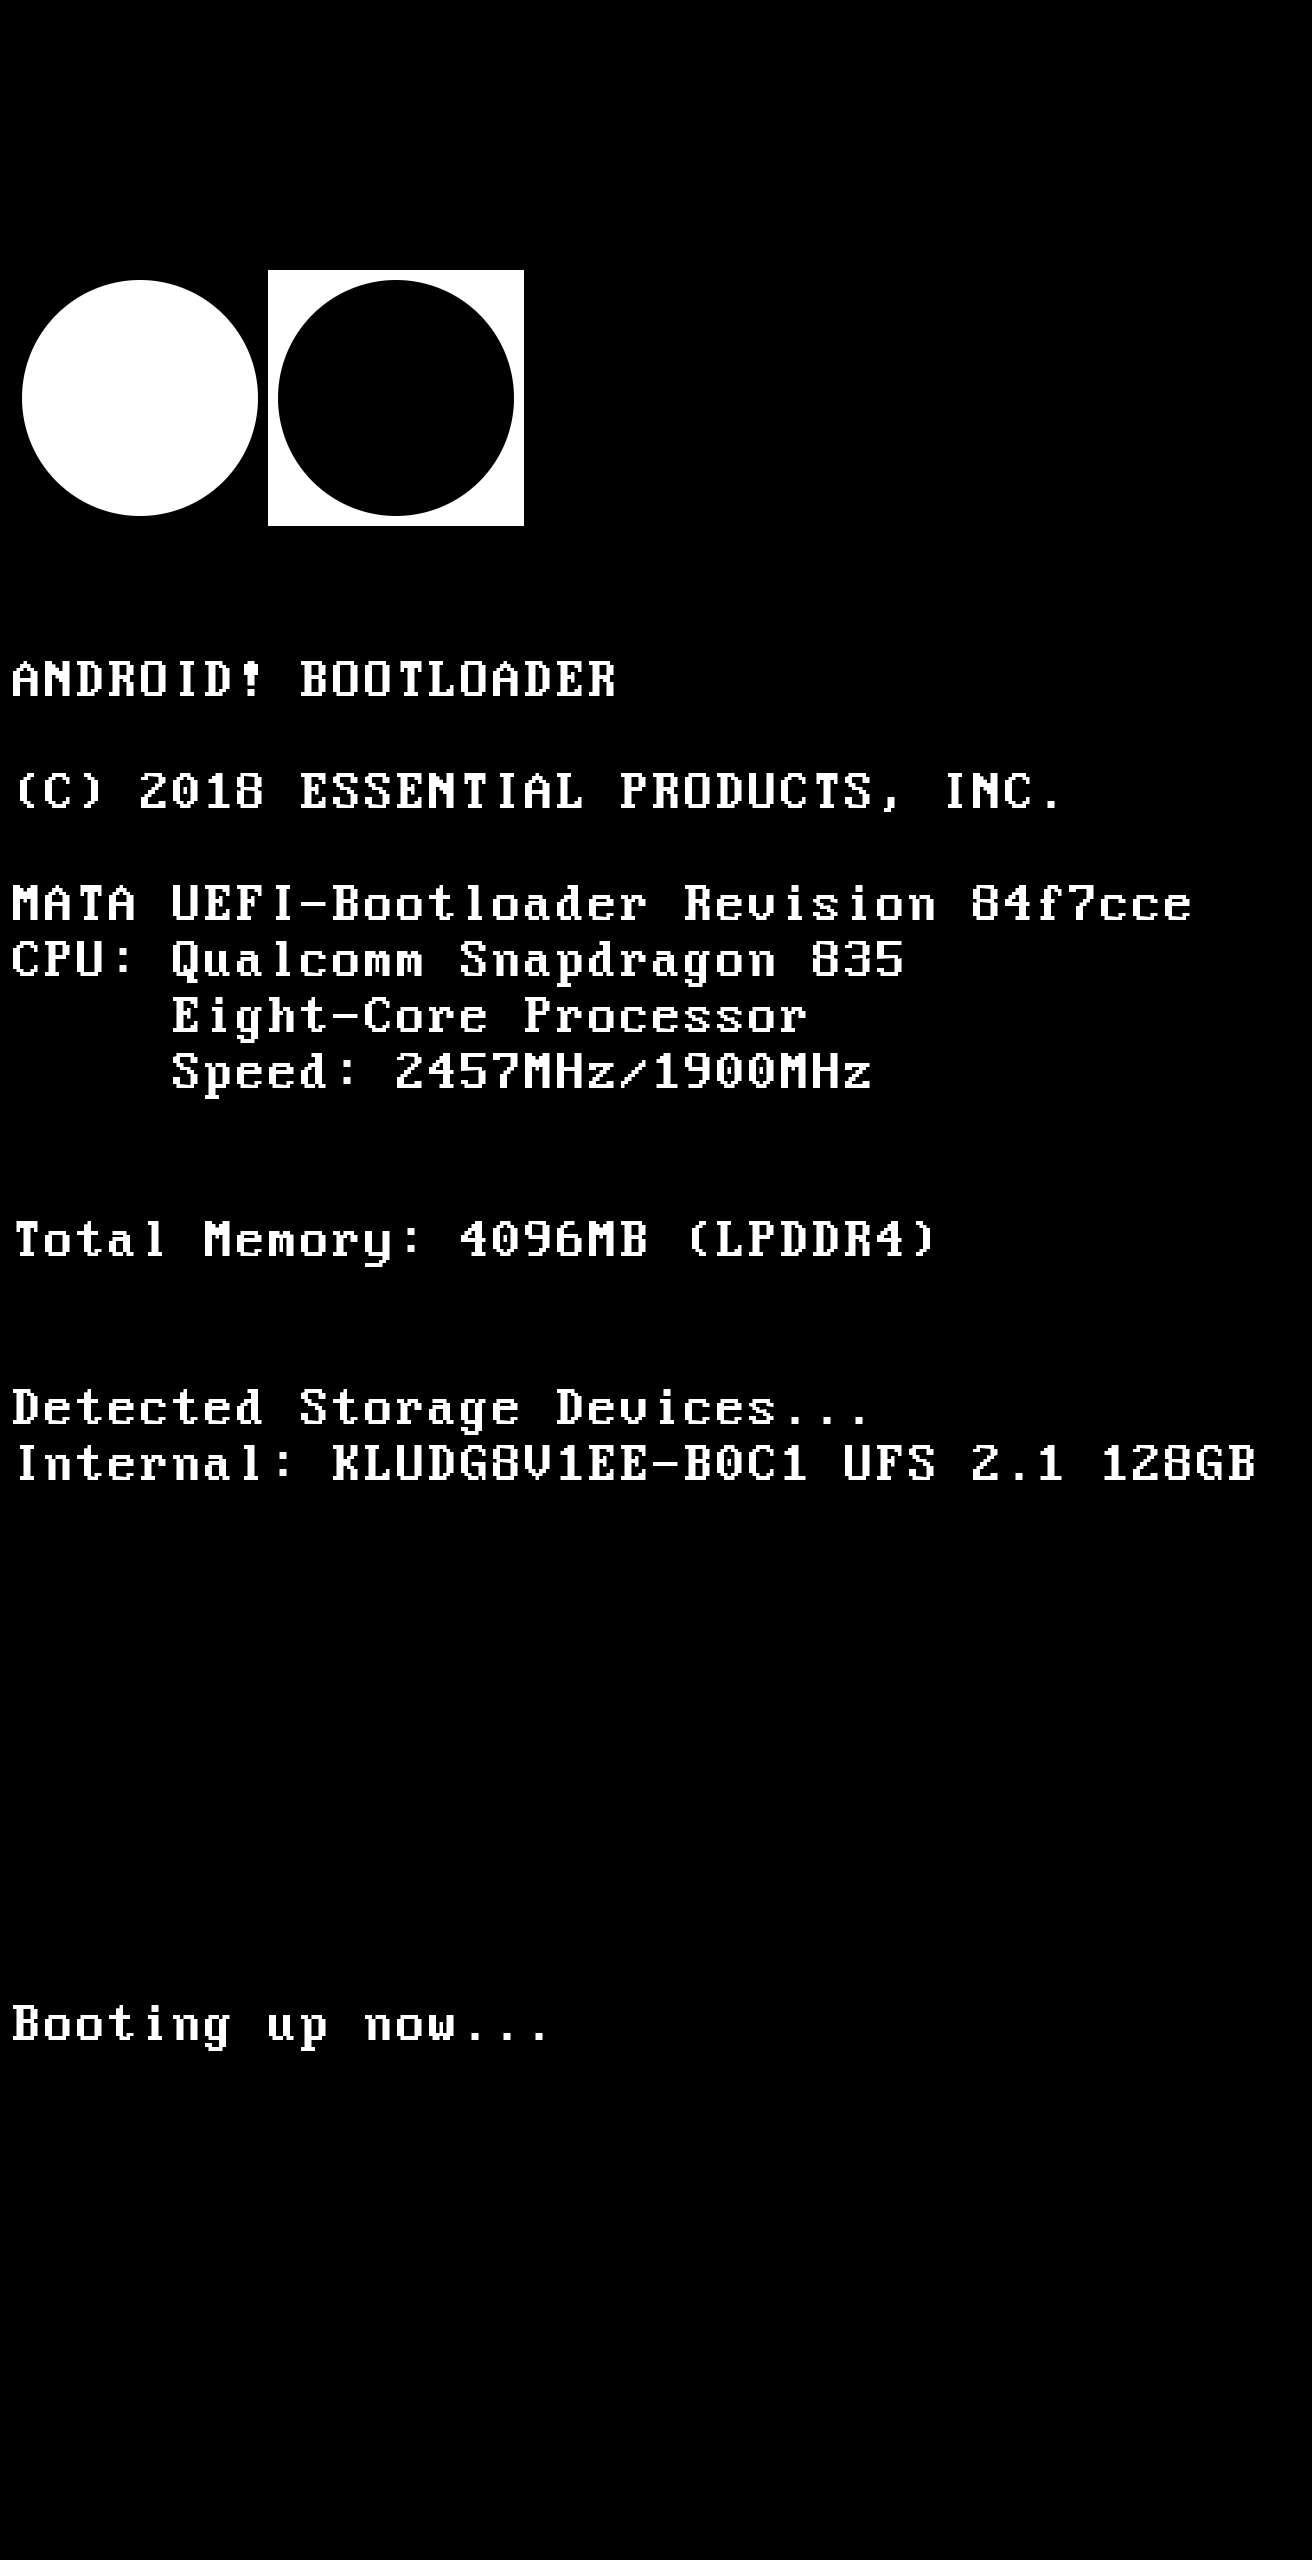 ANDROID! BOOTLOADER
(C) 2018 ESSENTIAL PRODUCTS, INC.
MATA UEFI-Bootloader Revision 84f7cce
CPU: Qualcomm Snapdragon 835
Eight-Core Processor
Speed: 2457MHz/1900MHz
Total Memory: 4096MB (LPDDR4)
Detected Storage Devices...
Internal: KLUDG8V1EE-B0C1 UFS 2.1 128GB
Booting up now...